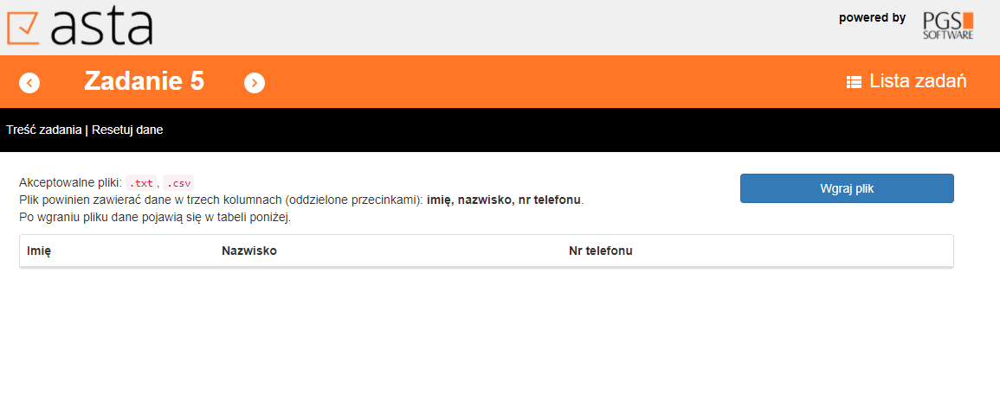 asta
powered by PGS SOFTWARE
Zadanie 5
Lista zadań
Treść zadania | Resetuj dane
Akceptowalne pliki: .txt, .csv
Wgraj plik
Plik powinien zawierać dane w trzech kolumnach (oddzielone przecinkami): imię, nazwisko, nr telefonu.
Po wgraniu pliku dane pojawią się w tabeli poniżej.
Imię Nazwisko Nr telefonu